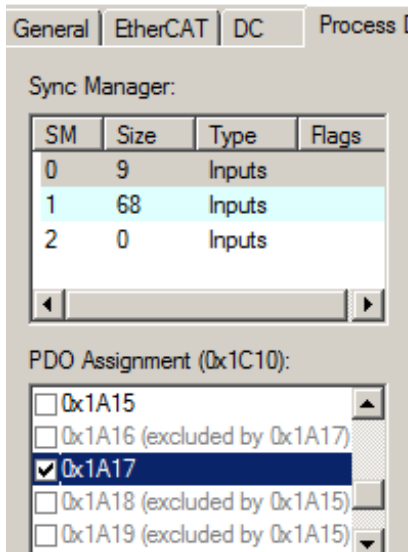 General EtherCAT DC Process
Sync Manager:
SM Size Type Flags
0 9 Inputs
1 68 Inputs
2 0 Inputs
PDO Assignment (0x1C10):
0x1A15
0x1A16 (excluded by 0x1A17)
0x1A17
0x1A18 (excluded by 0x1A15)
0x1A19 (excluded by 0x1A15)